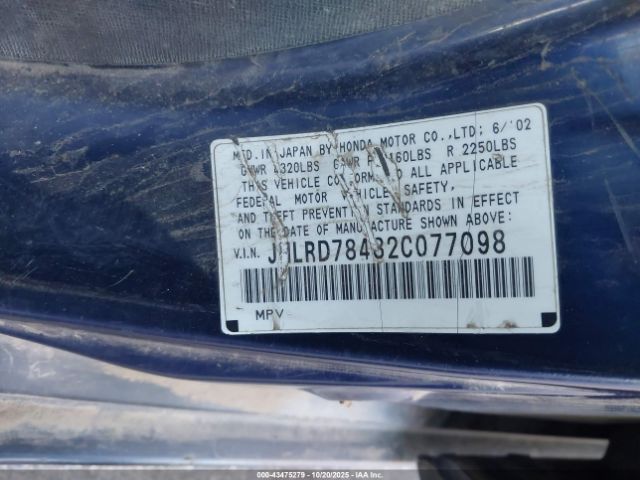 MFD.IN JAPAN BY HONDA MOTOR CO.,LTD; 6/'02
GVWR 4320LBS GAWR F 2160LBS R 2250LBS
THIS VEHICLE CONFORMS TO ALL APPLICABLE
FEDERAL MOTOR VEHICLE SAFETY,
AND THEFT PREVENTION STANDARDS IN EFFECT
ON THE DATE OF MANUFACTURE SHOWN ABOVE:
V.I.N. JHLRD78432C077098
MPV
000-43475279 - 10/20/2025 - IAAI.COM